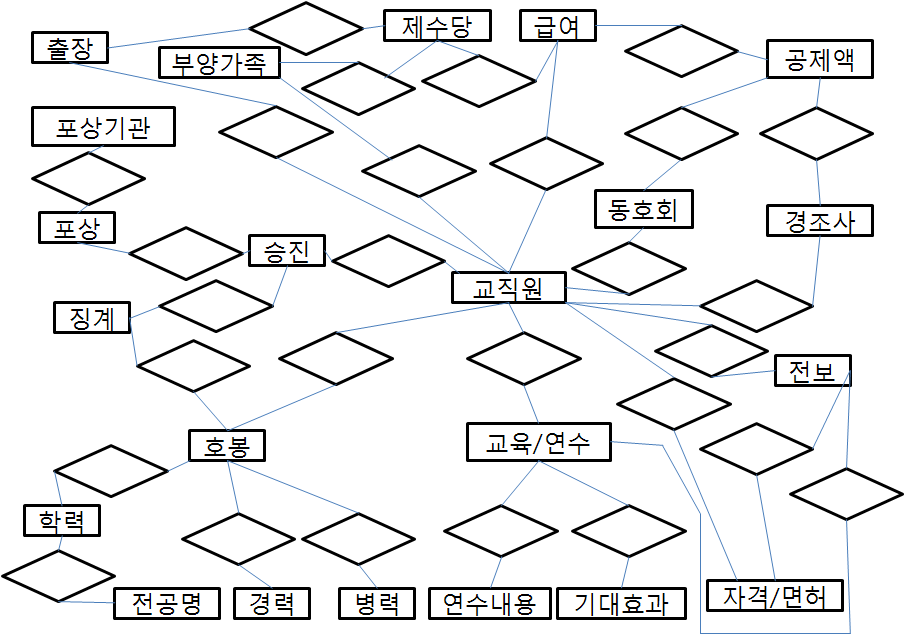 제수당
급여
출장
부양가족
공제액
포상기관
동호회
포상
경조사
승진
교직원
징계
전보
호봉
교육/연수
학력
전공명
경력
병력
연수내용
기대효과
자격/면허